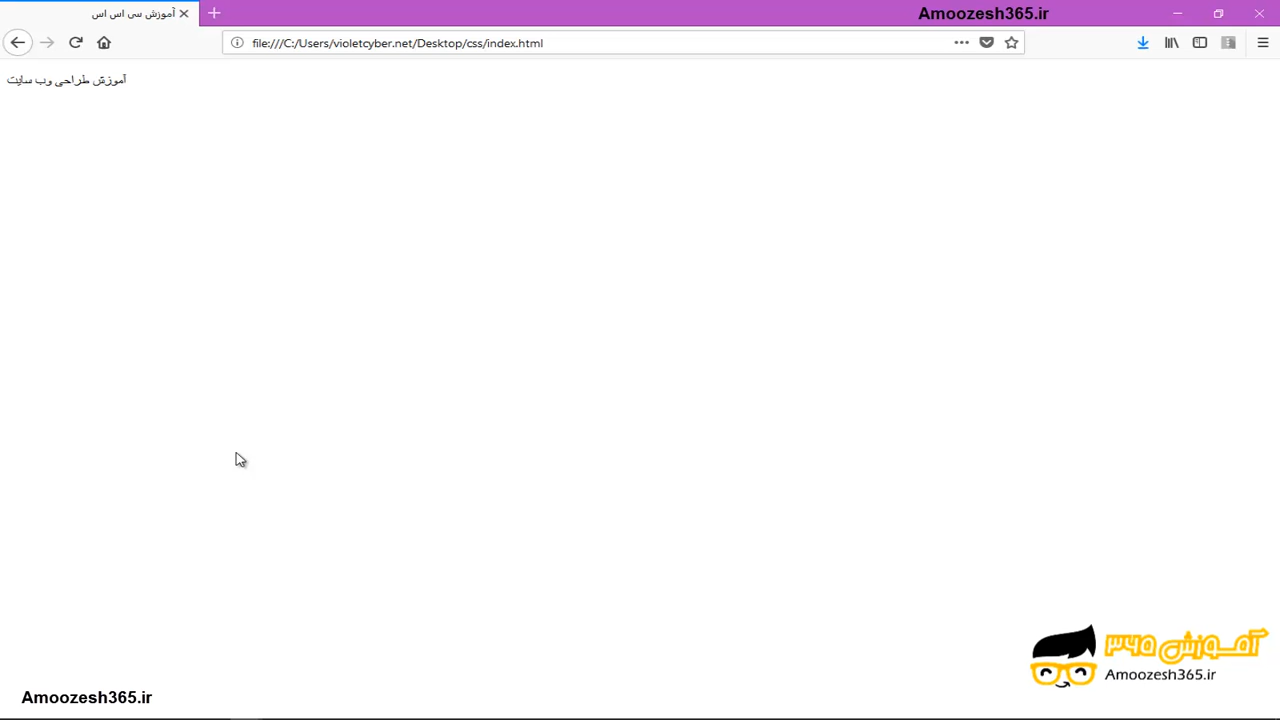 آموزش سی اس اس
Amoozesh365.ir
file:///C:/Users/violetcyber.net/Desktop/css/index.html
آموزش طراحی وب سایت
آموزش ۳۶۵
Amoozesh365.ir
Amoozesh365.ir